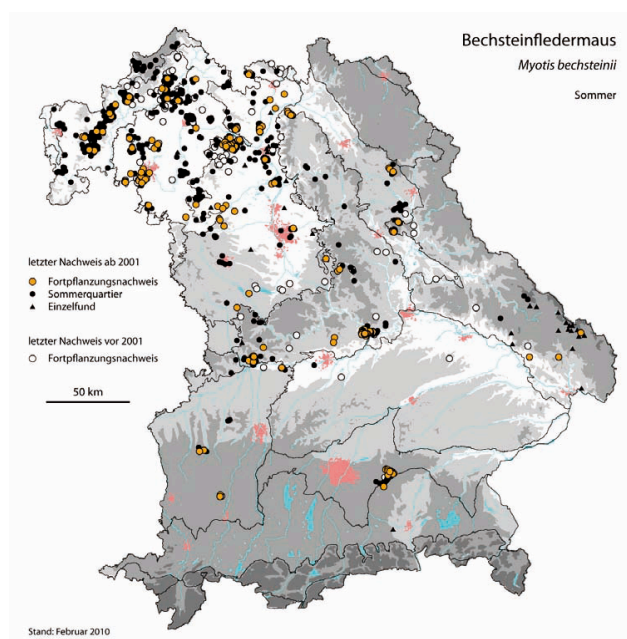 Bechsteinfledermaus
Myotis bechsteinii
Sommer
letzter Nachweis ab 2001
Fortpflanzungsnachweis
Sommerquartier
Einzelfund
letzter Nachweis vor 2001
Fortpflanzungsnachweis
50 km
Stand: Februar 2010